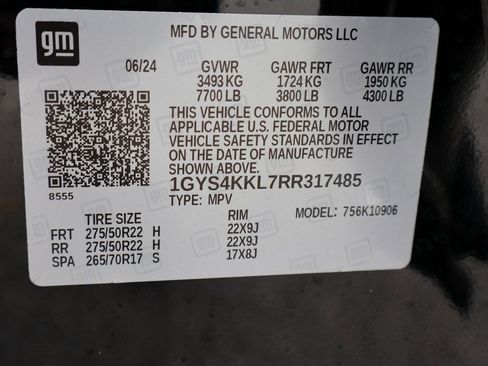 gm
MFD BY GENERAL MOTORS LLC
06/24 GVWR GAWR FRT GAWR RR
3493 KG 1724 KG 1950 KG
7700 LB 3800 LB 4300 LB
THIS VEHICLE CONFORMS TO ALL
APPLICABLE U.S. FEDERAL MOTOR
VEHICLE SAFETY STANDARDS IN EFFECT
ON THE DATE OF MANUFACTURE
SHOWN ABOVE.
8555 1GYS4KKL7RR317485
TYPE: MPV MODEL: 756K10906
TIRE SIZE RIM
FRT 275/50R22 H 22X9J
RR 275/50R22 H 22X9J
SPA 265/70R17 S 17X8J